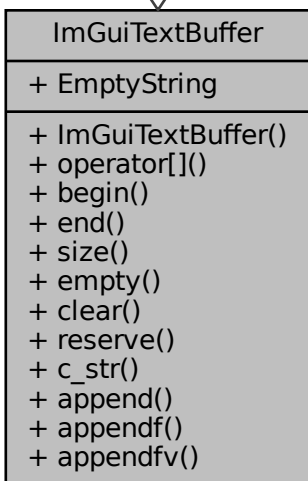 ImGuiTextBuffer
+ EmptyString
+ ImGuiTextBuffer()
+ operator[]()
+ begin()
+ end()
+ size()
+ empty()
+ clear()
+ reserve()
+ c_str()
+ append()
+ appendf()
+ appendfv()